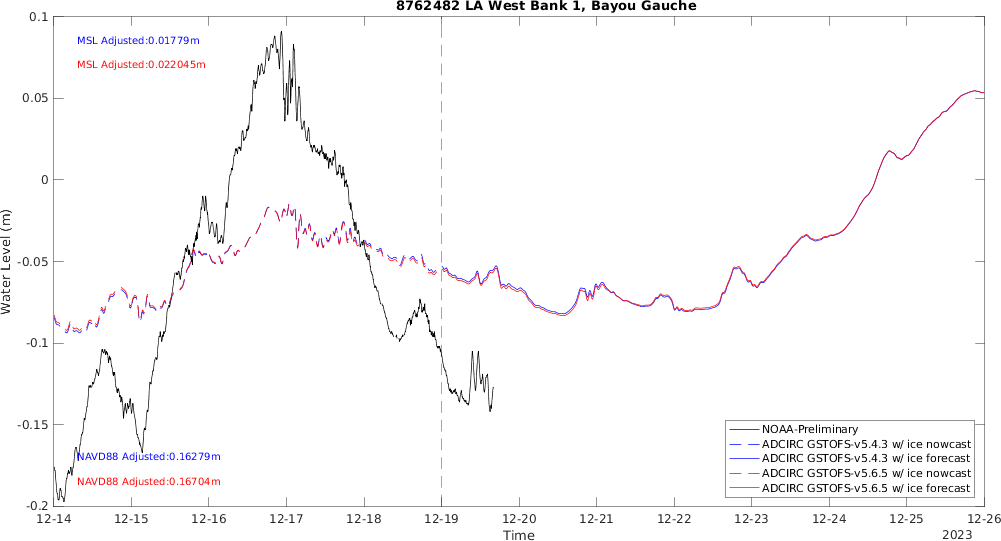 8762482 LA West Bank 1, Bayou Gauche
0.1
MSL Adjusted:0.01779m
MSL Adjusted:0.022045m
0.05
0
-0.05
-0.1
-0.15
-0.2
Water Level (m)
NAVD88 Adjusted:0.16279m
NAVD88 Adjusted:0.16704m
NOAA-Preliminary
ADCIRC GSTOFS-v5.4.3 w/ ice nowcast
ADCIRC GSTOFS-v5.4.3 w/ ice forecast
ADCIRC GSTOFS-v5.6.5 w/ ice nowcast
ADCIRC GSTOFS-v5.6.5 w/ ice forecast
12-14 12-15 12-16 12-17 12-18 12-19 12-20 12-21 12-22 12-23 12-24 12-25 12-26
Time
2023